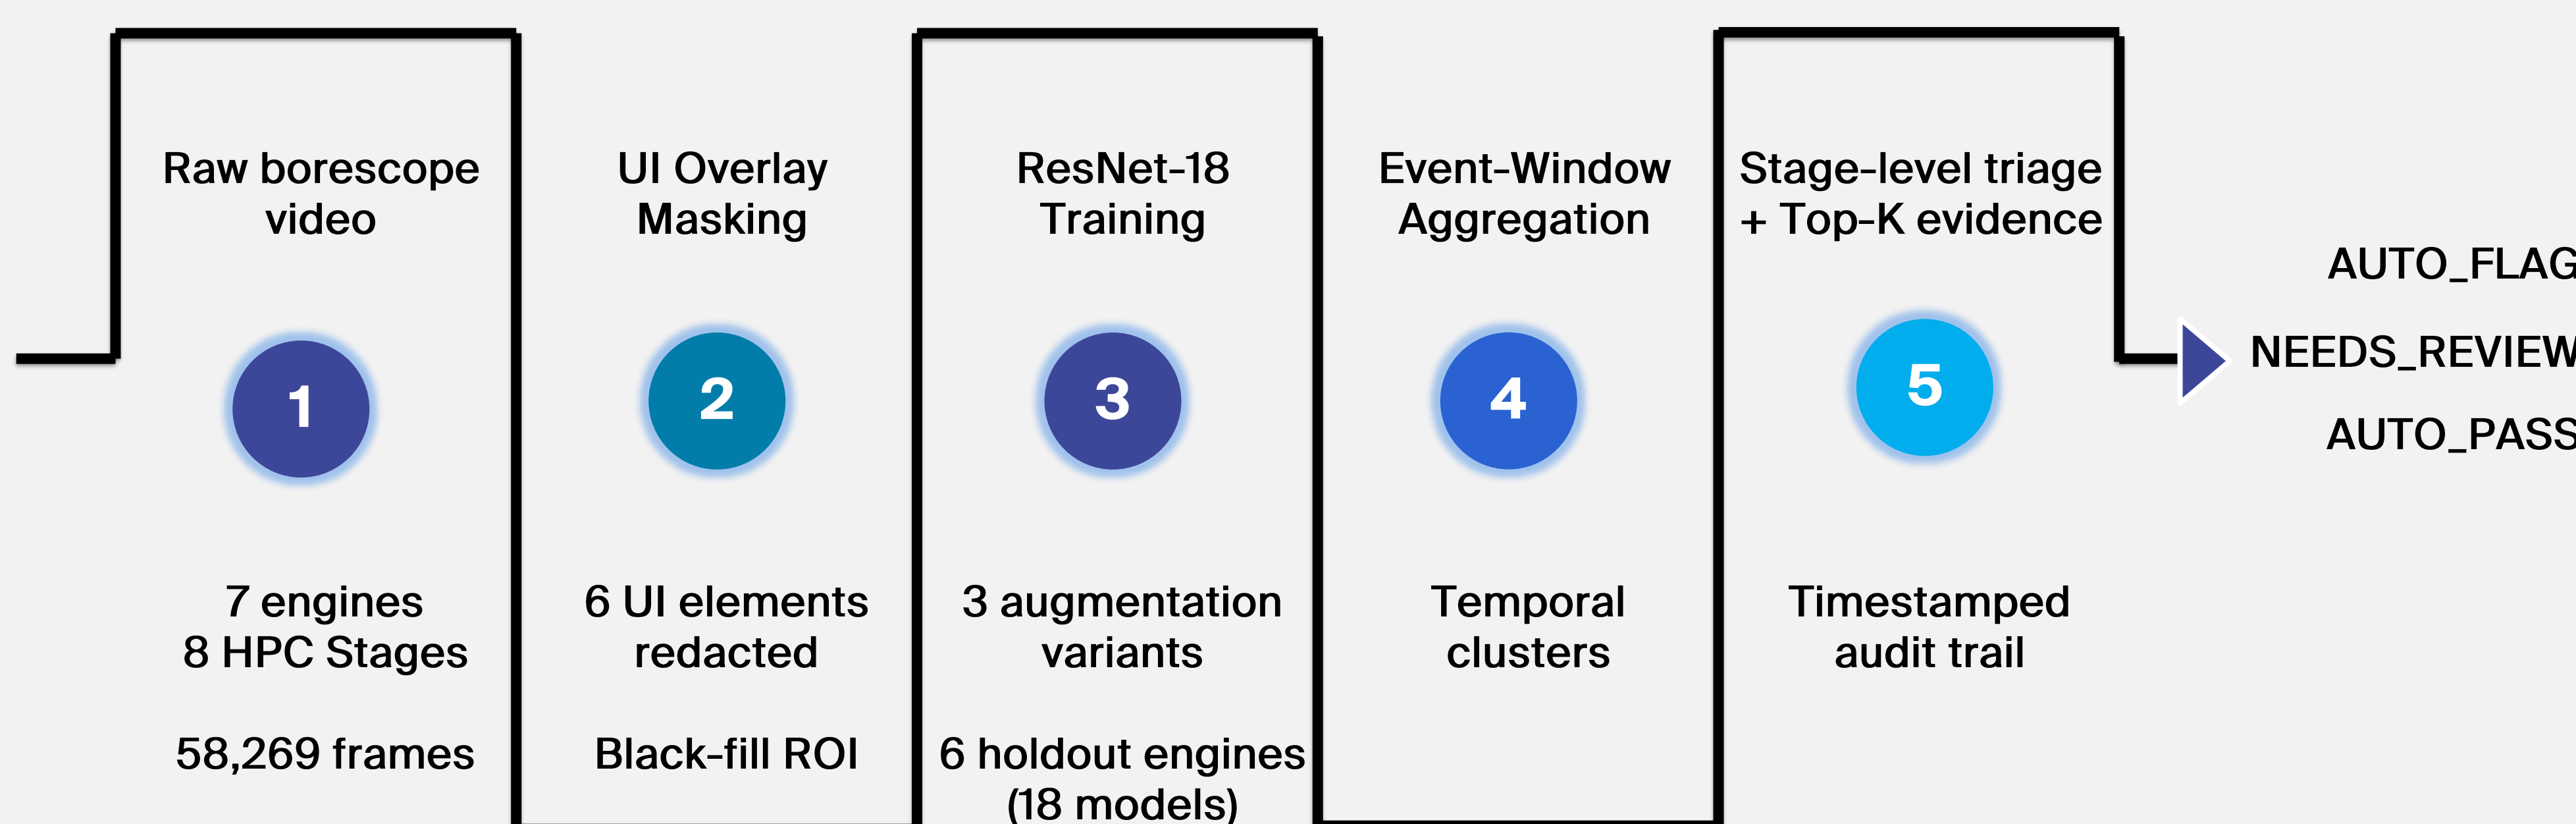 Raw borescope
video
1
7 engines
8 HPC Stages
58,269 frames
UI Overlay
Masking
2
6 UI elements
redacted
Black-fill ROI
ResNet-18
Training
3
3 augmentation
variants
6 holdout engines
(18 models)
Event-Window
Aggregation
4
Temporal
clusters
Stage-level triage
+ Top-K evidence
5
Timestamped
audit trail
AUTO_FLAG
NEEDS_REVIEW
AUTO_PASS